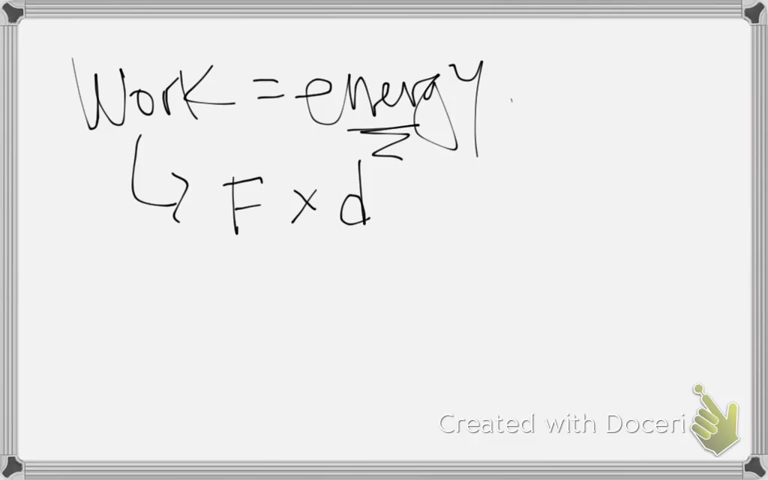 Work = energy
↳ F × d
Created with Doceri